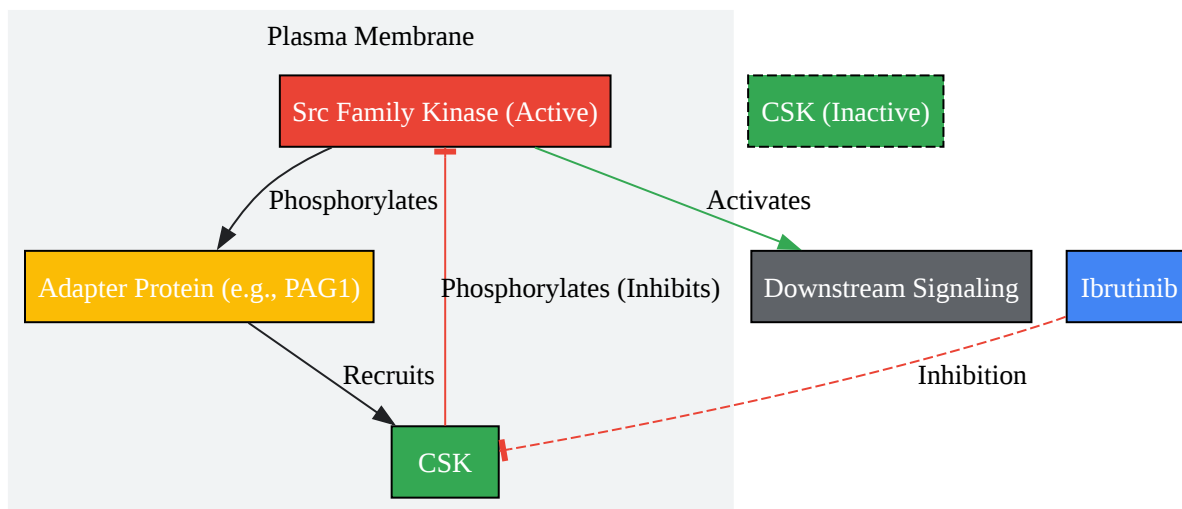 Plasma Membrane
Src Family Kinase (Active)
CSK (Inactive)
Phosphorylates
Activates
Adapter Protein (e.g., PAG1)
Phosphorylates (Inhibits)
Downstream Signaling
Ibrutinib
Recruits
Inhibition
CSK